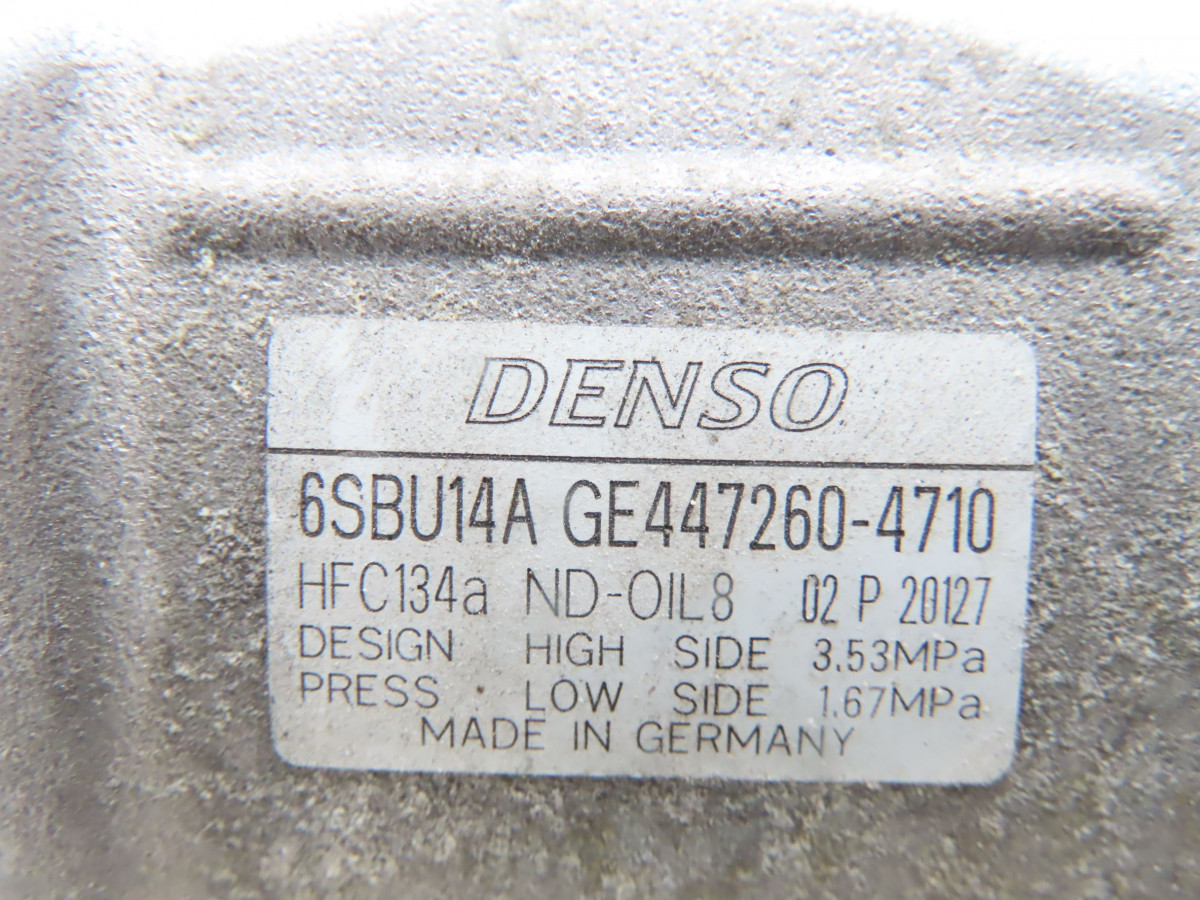 DENSO
6SBU14A GE447260-4710
HFC134a ND-OIL8 02 P 20127
DESIGN HIGH SIDE 3.53MPa
PRESS LOW SIDE 1.67MPa
MADE IN GERMANY